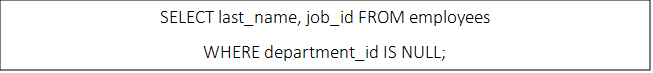 SELECT last_name, job_id FROM employees
WHERE department_id IS NULL;